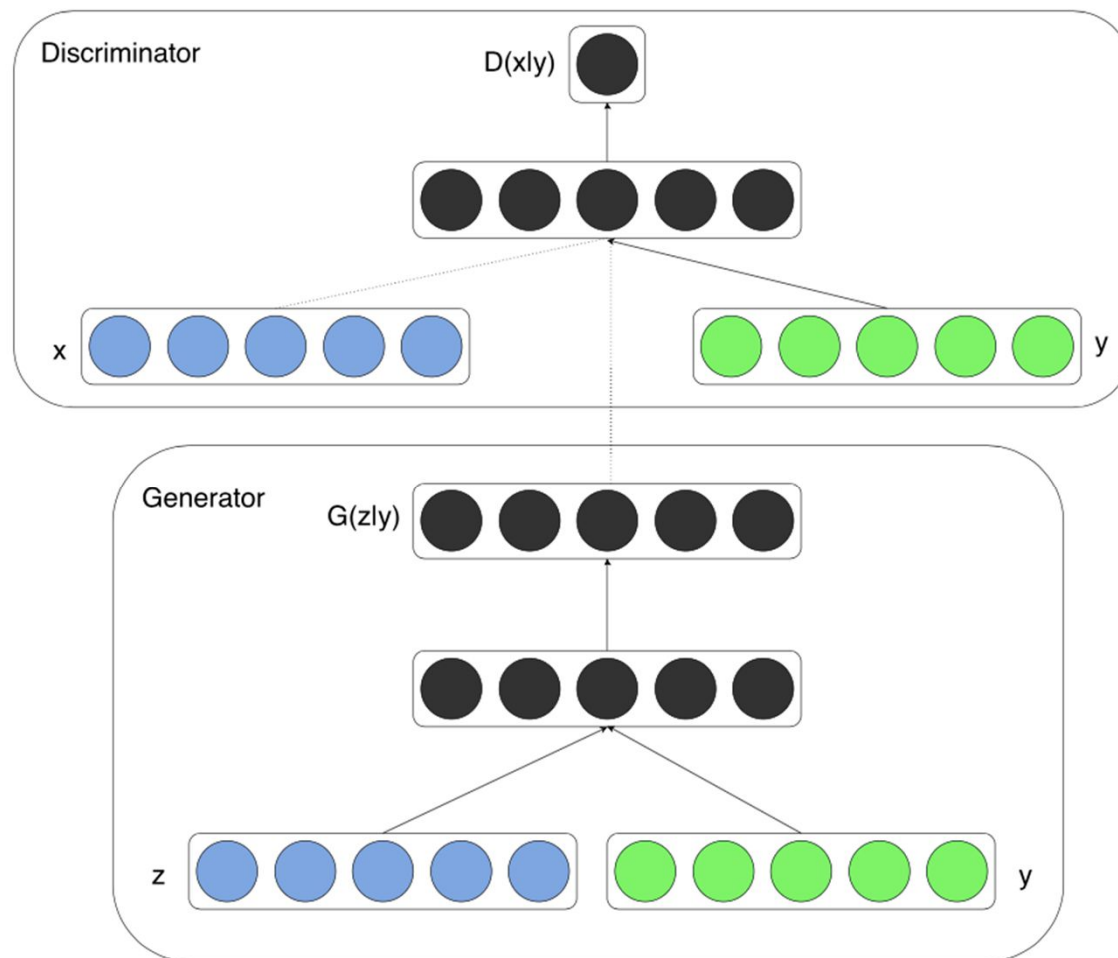 Discriminator
D(x|y)
x
y
Generator
G(z|y)
z
y